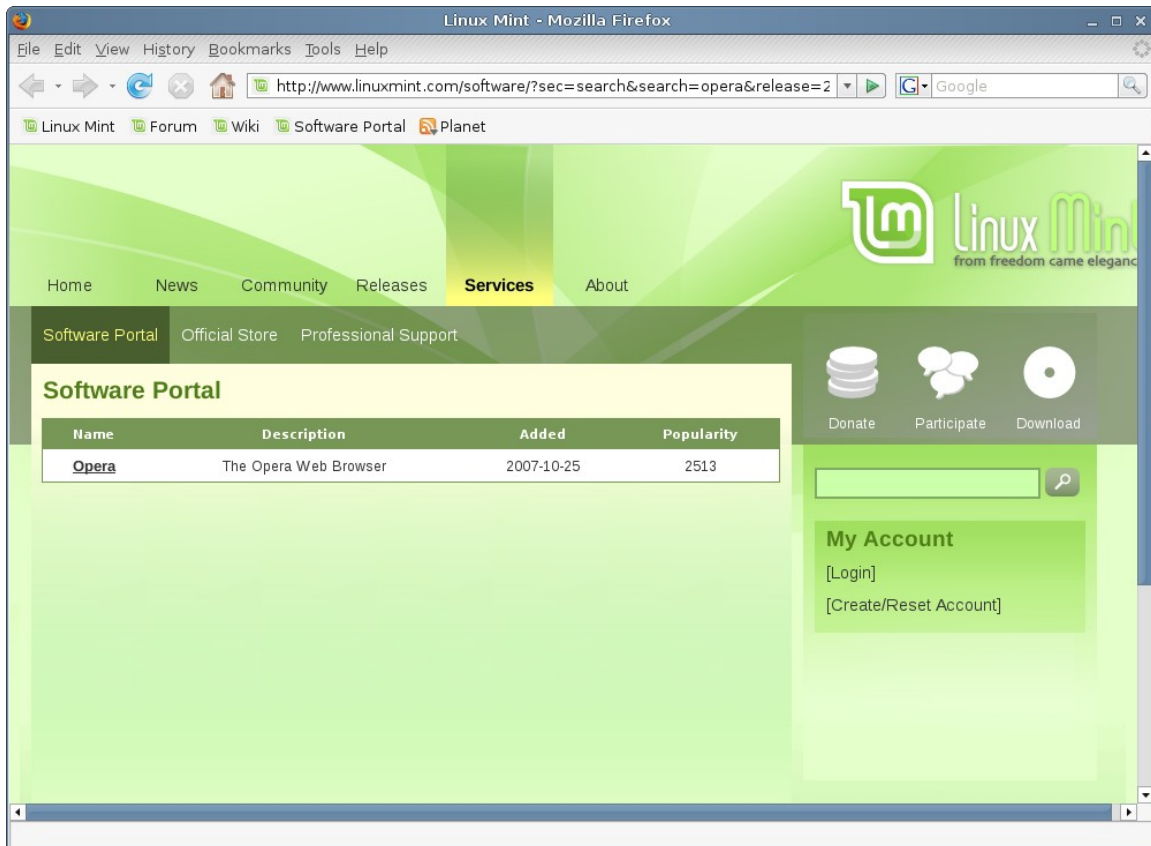 Linux Mint - Mozilla Firefox
File Edit View History Bookmarks Tools Help
http://www.linuxmint.com/software/?sec=search&search=opera&release=2
G Google
Linux Mint Forum Wiki Software Portal Planet
lm Linux Min
from freedom came eleganc
Home News Community Releases Services About
Software Portal Official Store Professional Support
Software Portal
Name Description Added Popularity
Opera The Opera Web Browser 2007-10-25 2513
Donate Participate Download
My Account
[Login]
[Create/Reset Account]